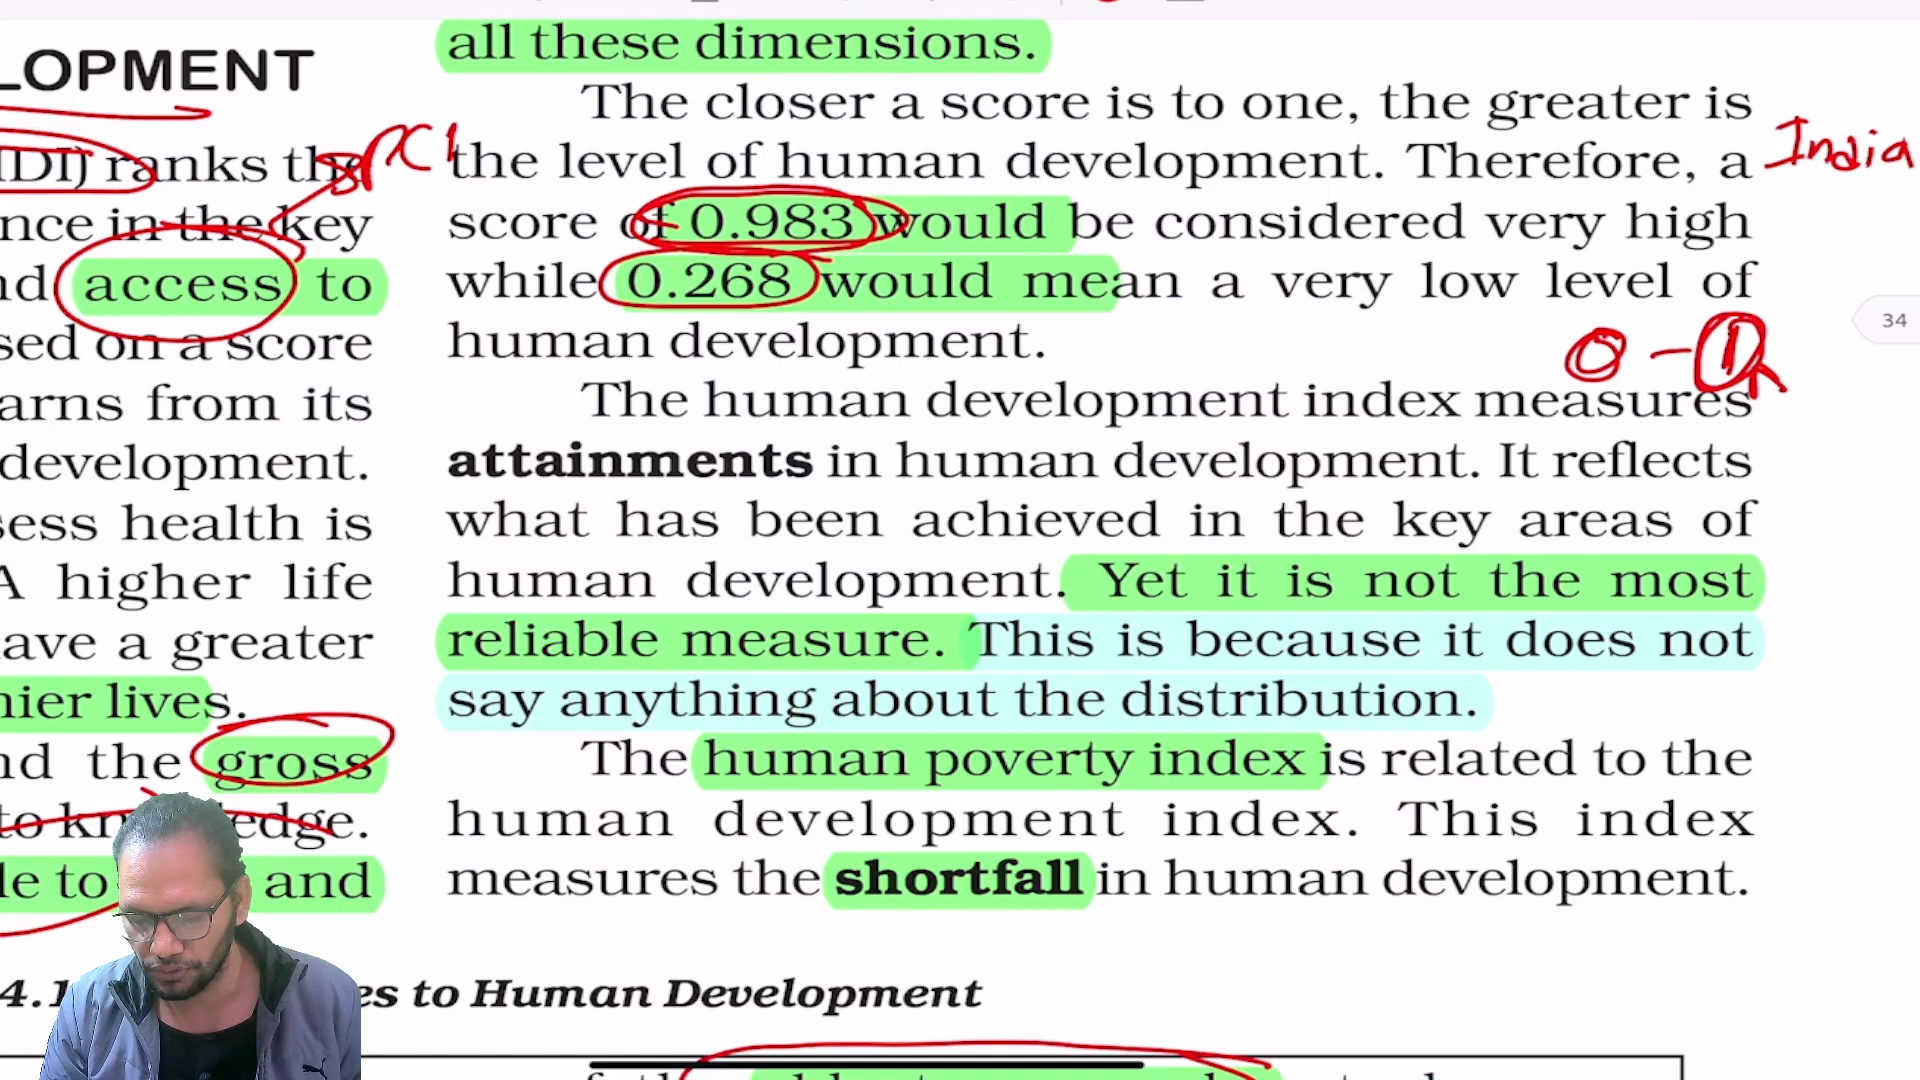 LOPMENT
DI) ranks the
nce in the key
nd access to
sed on a score
arns from its
development.
sess health is
A higher life
ave a greater
hier lives.
nd the gross
le to and
all these dimensions.
The closer a score is to one, the greater is
the level of human development. Therefore, a
score of 0.983 would be considered very high
while 0.268 would mean a very low level of
human development.
The human development index measures
attainments in human development. It reflects
what has been achieved in the key areas of
human development. Yet it is not the most
reliable measure. This is because it does not
say anything about the distribution.
The human poverty index is related to the
human development index. This index
measures the shortfall in human development.
India
34
0 - 1
4.1 es to Human Development